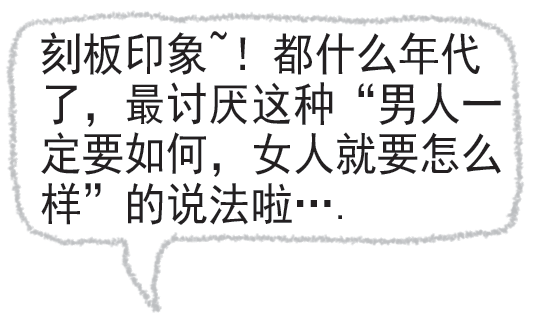 刻板印象~！都什么年代
了，最讨厌这种“男人一
定要如何，女人就要怎么
样”的说法啦….